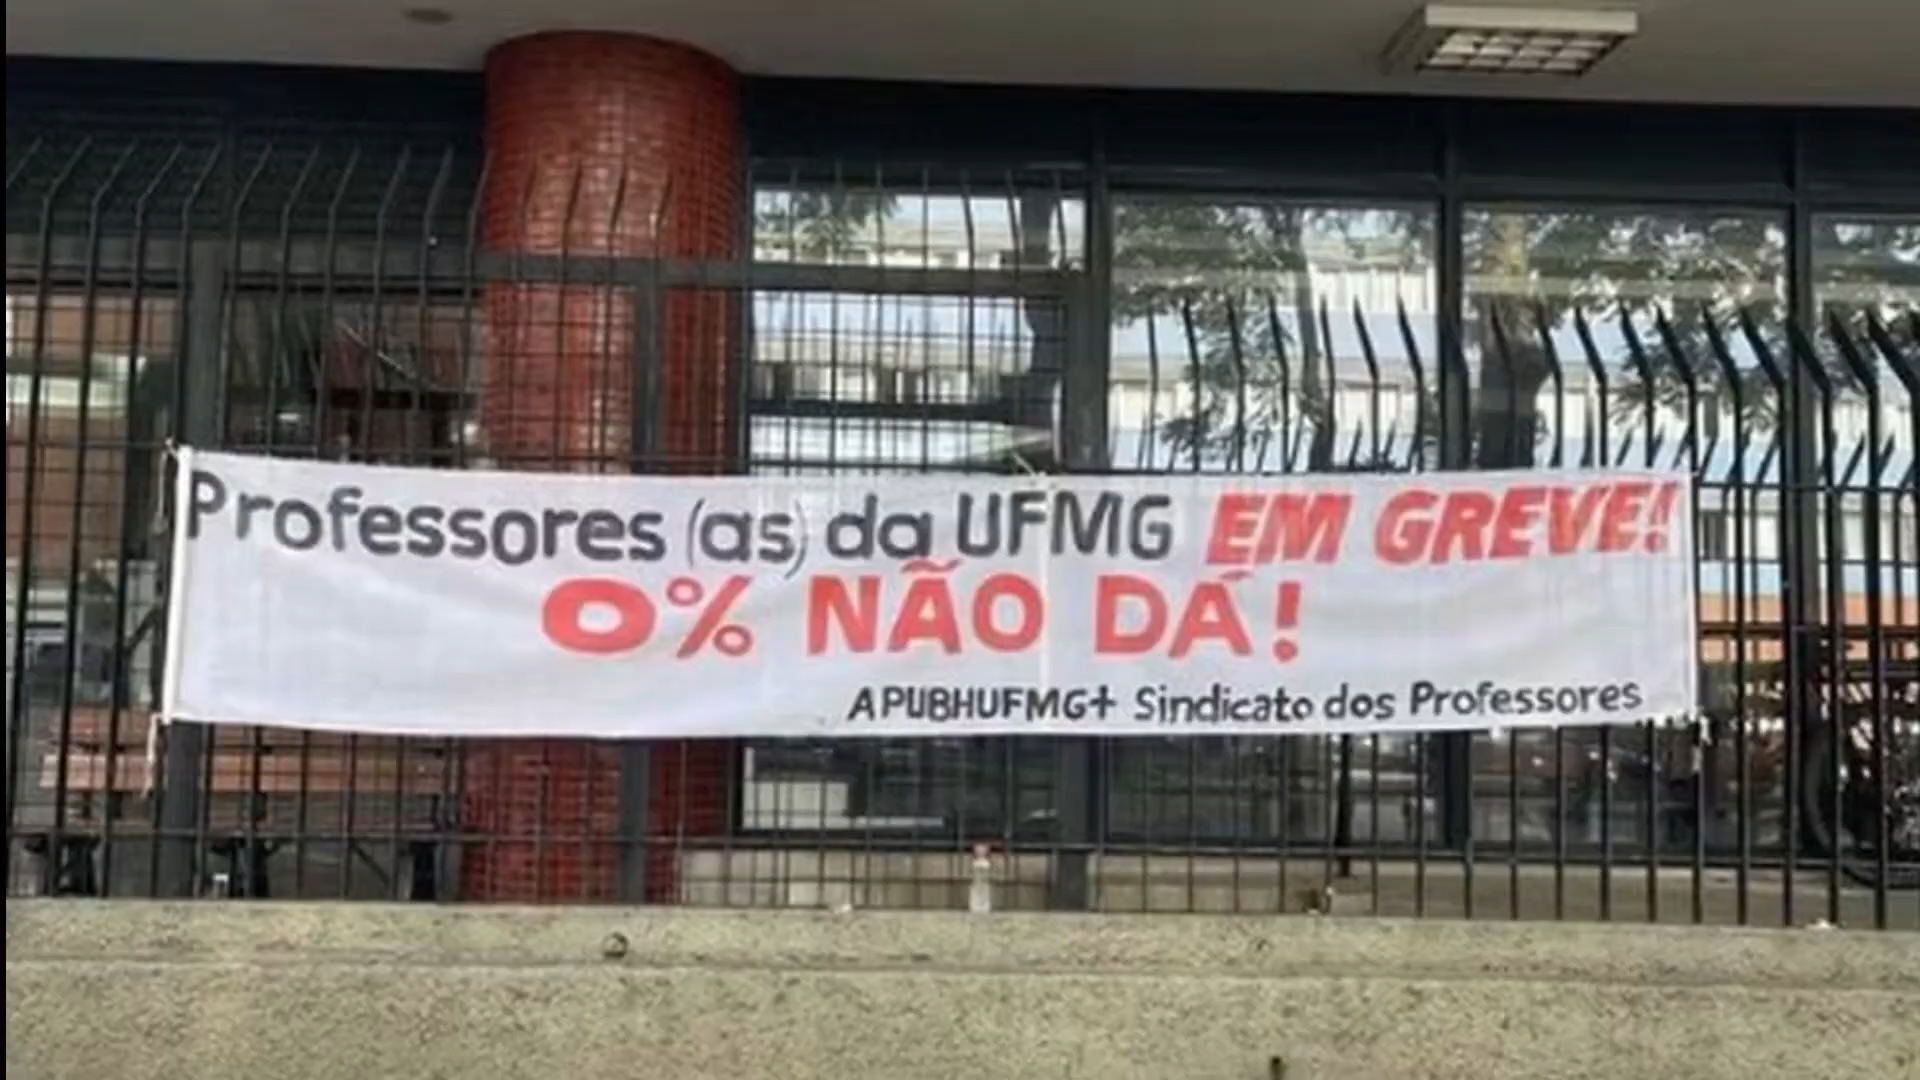 Professores (as) da UFMG EM GREVE!
0% NÃO DÁ!
APUBHUFMG+ Sindicato dos Professores